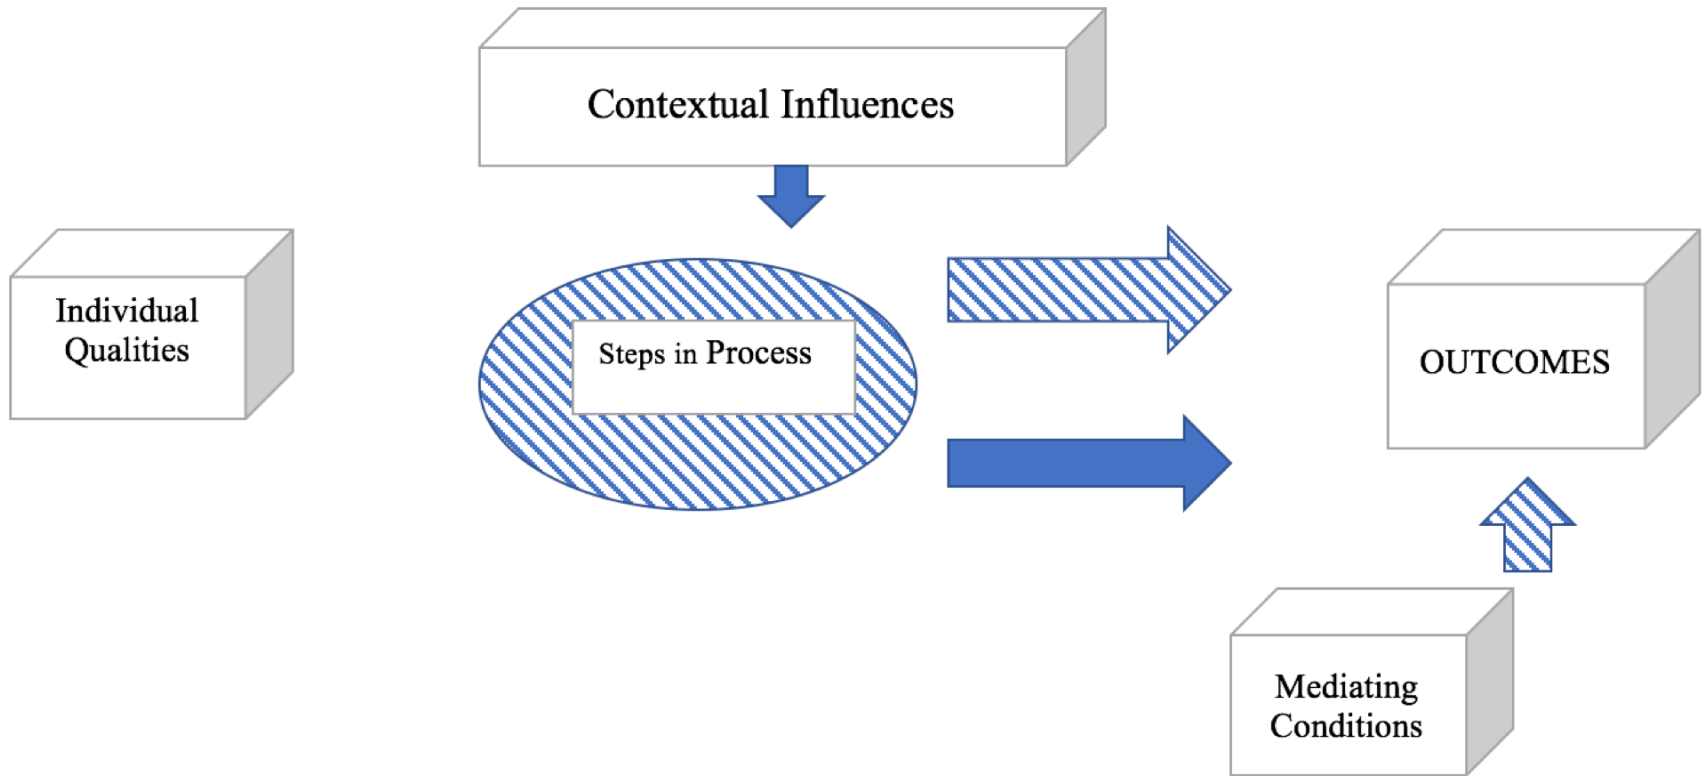 Contextual Influences
Individual
Qualities
Steps in Process
OUTCOMES
Mediating
Conditions